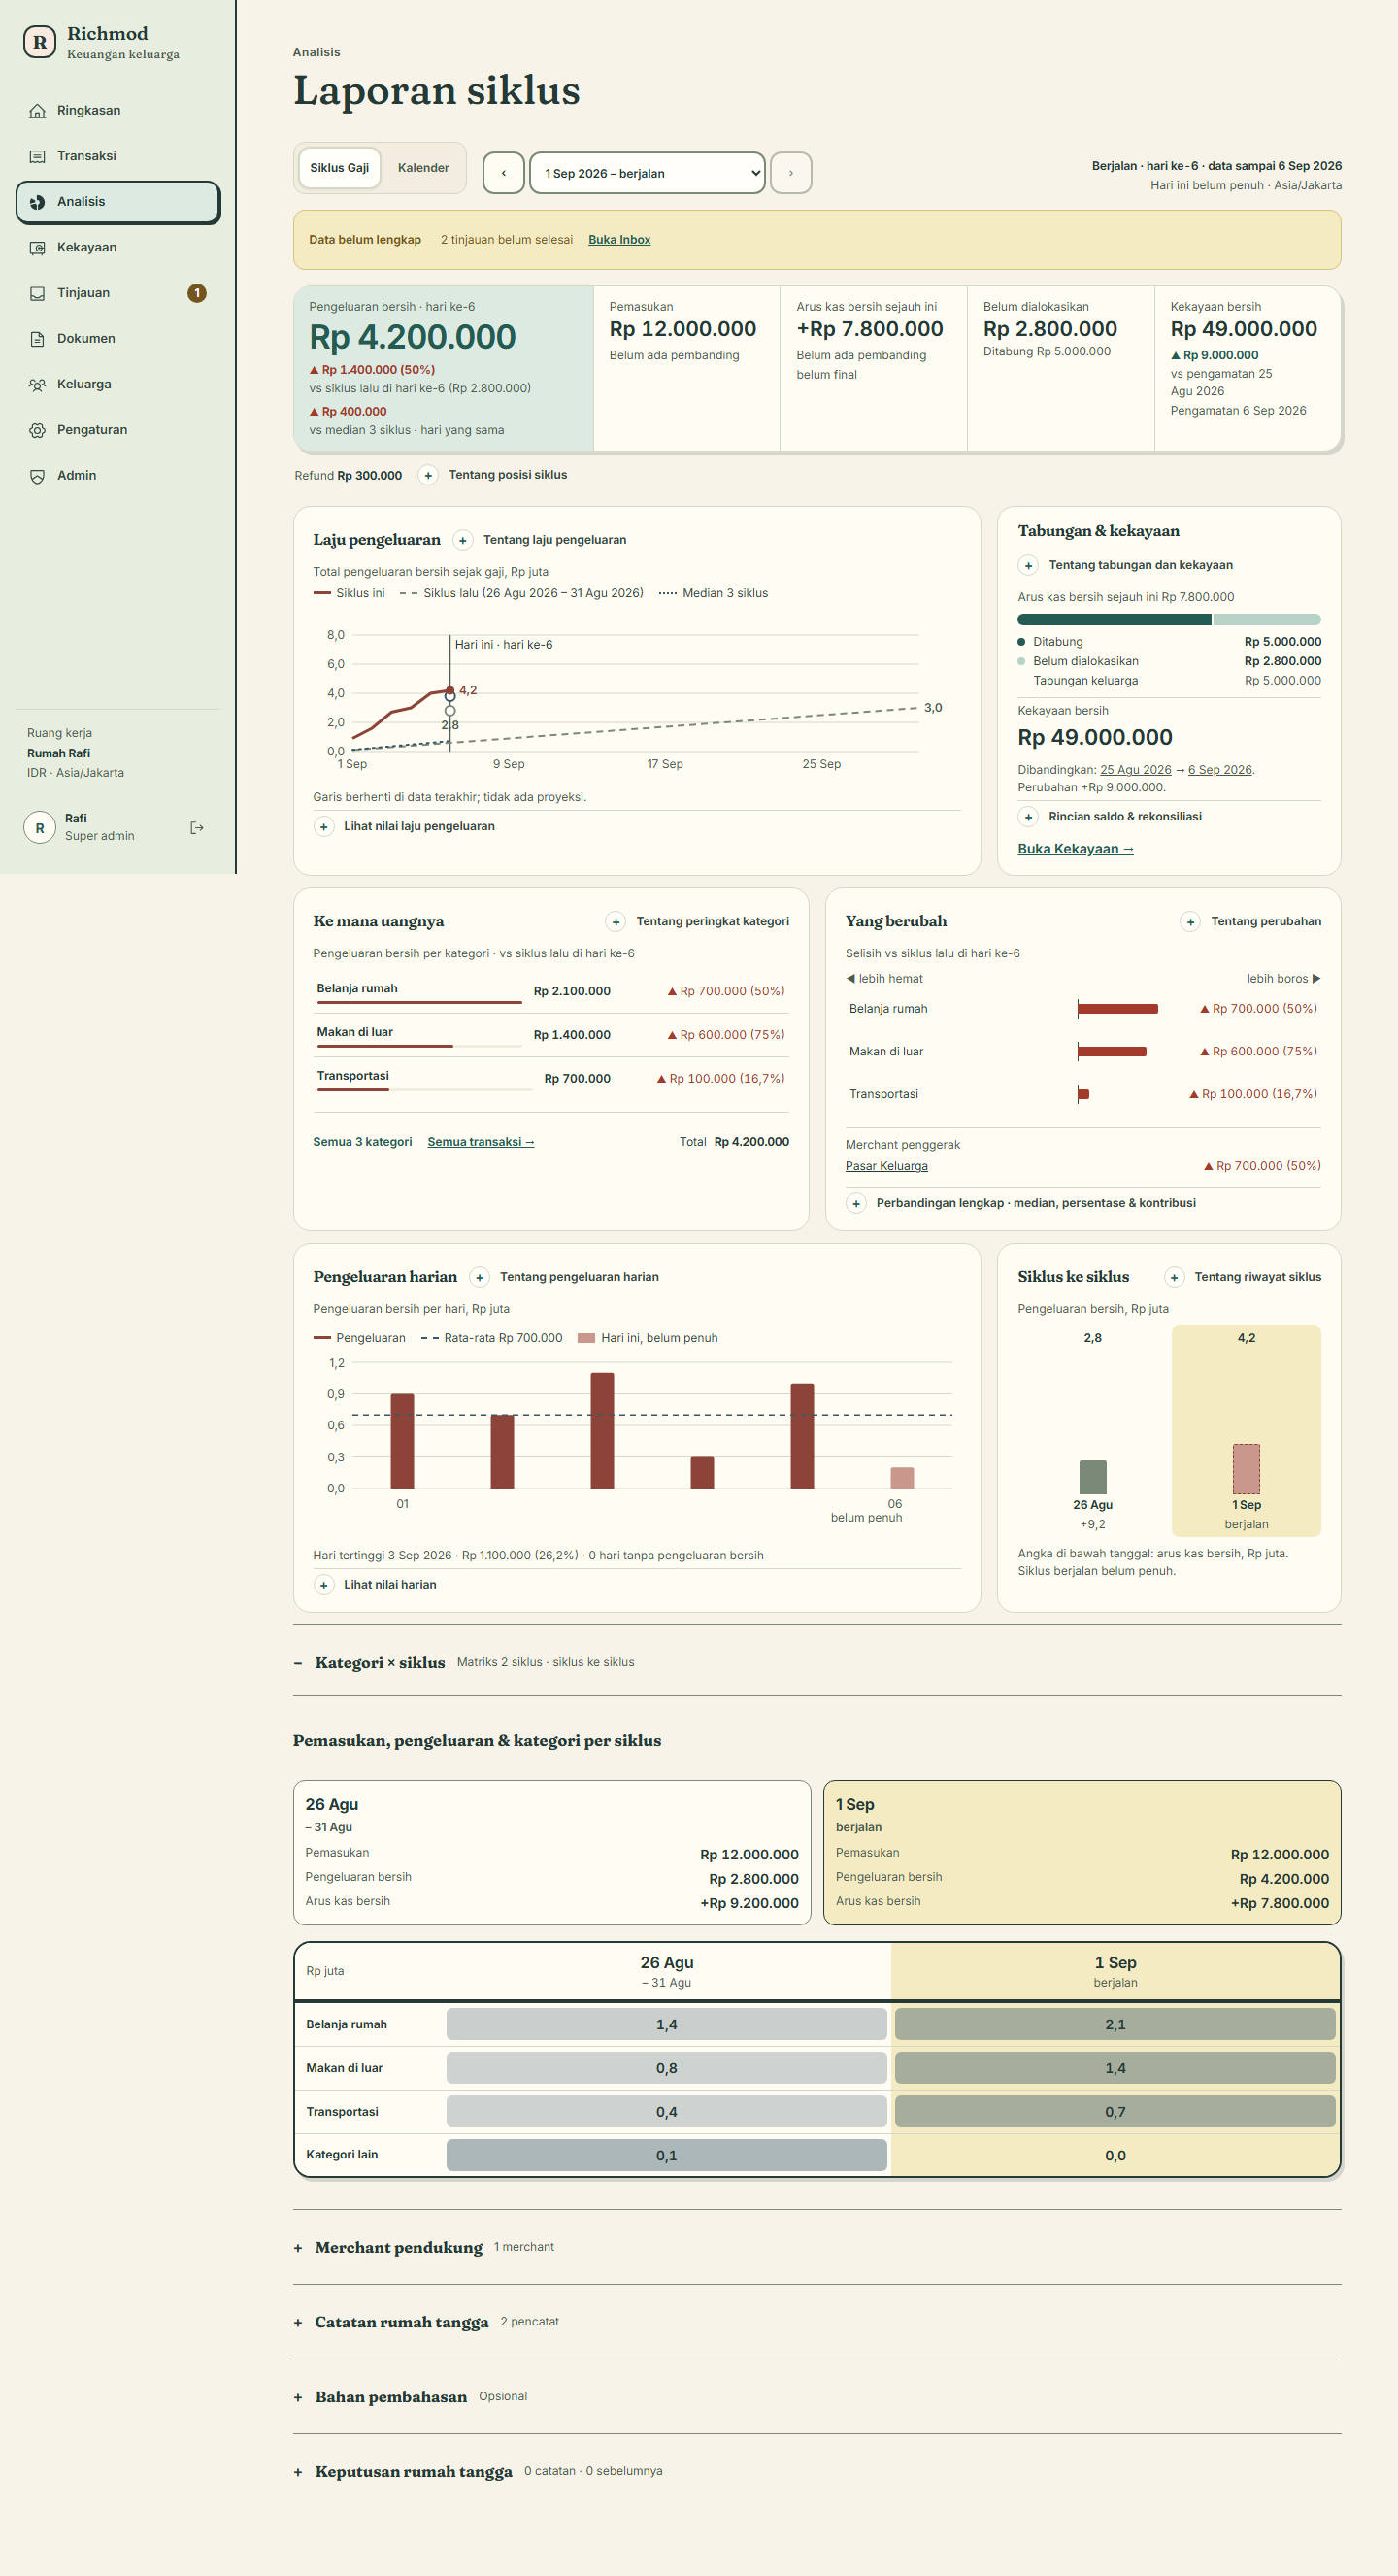 R
Richmod
Keuangan keluarga
Ringkasan
Transaksi
Analisis
Kekayaan
Tinjauan 1
Dokumen
Keluarga
Pengaturan
Admin
Ruang kerja
Rumah Rafi
IDR · Asia/Jakarta
R
Rafi
Super admin
Analisis
Laporan siklus
Siklus Gaji Kalender ‹ 1 Sep 2026 – berjalan ›
Berjalan · hari ke-6 · data sampai 6 Sep 2026
Hari ini belum penuh · Asia/Jakarta
Data belum lengkap 2 tinjauan belum selesai Buka Inbox
Pengeluaran bersih · hari ke-6
Rp 4.200.000
▲ Rp 1.400.000 (50%)
vs siklus lalu di hari ke-6 (Rp 2.800.000)
▲ Rp 400.000
vs median 3 siklus · hari yang sama
Pemasukan
Rp 12.000.000
Belum ada pembanding
Arus kas bersih sejauh ini
+Rp 7.800.000
Belum ada pembanding
belum final
Belum dialokasikan
Rp 2.800.000
Ditabung Rp 5.000.000
Kekayaan bersih
Rp 49.000.000
▲ Rp 9.000.000
vs pengamatan 25
Agu 2026
Pengamatan 6 Sep 2026
Refund Rp 300.000 + Tentang posisi siklus
Laju pengeluaran + Tentang laju pengeluaran
Total pengeluaran bersih sejak gaji, Rp juta
Siklus ini Siklus lalu (26 Agu 2026 – 31 Agu 2026) Median 3 siklus
8,0
Hari ini · hari ke-6
6,0
4,0
4,2
3,0
2,0
2,8
0,0
1 Sep 9 Sep 17 Sep 25 Sep
Garis berhenti di data terakhir; tidak ada proyeksi.
+ Lihat nilai laju pengeluaran
Tabungan & kekayaan
+ Tentang tabungan dan kekayaan
Arus kas bersih sejauh ini Rp 7.800.000
Ditabung Rp 5.000.000
Belum dialokasikan Rp 2.800.000
Tabungan keluarga Rp 5.000.000
Kekayaan bersih
Rp 49.000.000
Dibandingkan: 25 Agu 2026 → 6 Sep 2026.
Perubahan +Rp 9.000.000.
+ Rincian saldo & rekonsiliasi
Buka Kekayaan →
Ke mana uangnya + Tentang peringkat kategori
Pengeluaran bersih per kategori · vs siklus lalu di hari ke-6
Belanja rumah Rp 2.100.000 ▲ Rp 700.000 (50%)
Makan di luar Rp 1.400.000 ▲ Rp 600.000 (75%)
Transportasi Rp 700.000 ▲ Rp 100.000 (16,7%)
Semua 3 kategori Semua transaksi → Total Rp 4.200.000
Yang berubah + Tentang perubahan
Selisih vs siklus lalu di hari ke-6
◀ lebih hemat lebih boros ▶
Belanja rumah ▲ Rp 700.000 (50%)
Makan di luar ▲ Rp 600.000 (75%)
Transportasi ▲ Rp 100.000 (16,7%)
Merchant penggerak
Pasar Keluarga ▲ Rp 700.000 (50%)
+ Perbandingan lengkap · median, persentase & kontribusi
Pengeluaran harian + Tentang pengeluaran harian
Pengeluaran bersih per hari, Rp juta
Pengeluaran Rata-rata Rp 700.000 Hari ini, belum penuh
1,2
0,9
0,6
0,3
0,0
01 06
belum penuh
Hari tertinggi 3 Sep 2026 · Rp 1.100.000 (26,2%) · 0 hari tanpa pengeluaran bersih
+ Lihat nilai harian
Siklus ke siklus + Tentang riwayat siklus
Pengeluaran bersih, Rp juta
2,8 4,2
26 Agu 1 Sep
+9,2 berjalan
Angka di bawah tanggal: arus kas bersih, Rp juta.
Siklus berjalan belum penuh.
− Kategori × siklus Matriks 2 siklus · siklus ke siklus
Pemasukan, pengeluaran & kategori per siklus
26 Agu
– 31 Agu
Pemasukan Rp 12.000.000
Pengeluaran bersih Rp 2.800.000
Arus kas bersih +Rp 9.200.000
1 Sep
berjalan
Pemasukan Rp 12.000.000
Pengeluaran bersih Rp 4.200.000
Arus kas bersih +Rp 7.800.000
Rp juta 26 Agu 1 Sep
– 31 Agu berjalan
Belanja rumah 1,4 2,1
Makan di luar 0,8 1,4
Transportasi 0,4 0,7
Kategori lain 0,1 0,0
+ Merchant pendukung 1 merchant
+ Catatan rumah tangga 2 pencatat
+ Bahan pembahasan Opsional
+ Keputusan rumah tangga 0 catatan · 0 sebelumnya